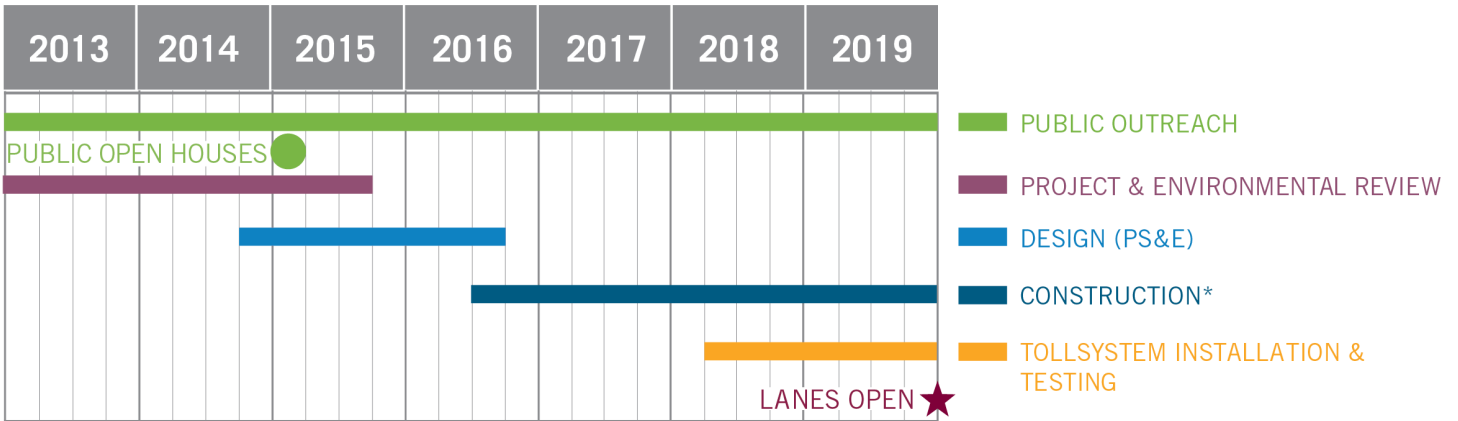 2013 2014 2015 2016 2017 2018 2019
PUBLIC OUTREACH
PUBLIC OPEN HOUSES
PROJECT & ENVIRONMENTAL REVIEW
DESIGN (PS&E)
CONSTRUCTION*
TOLLSYSTEM INSTALLATION &
TESTING
LANES OPEN